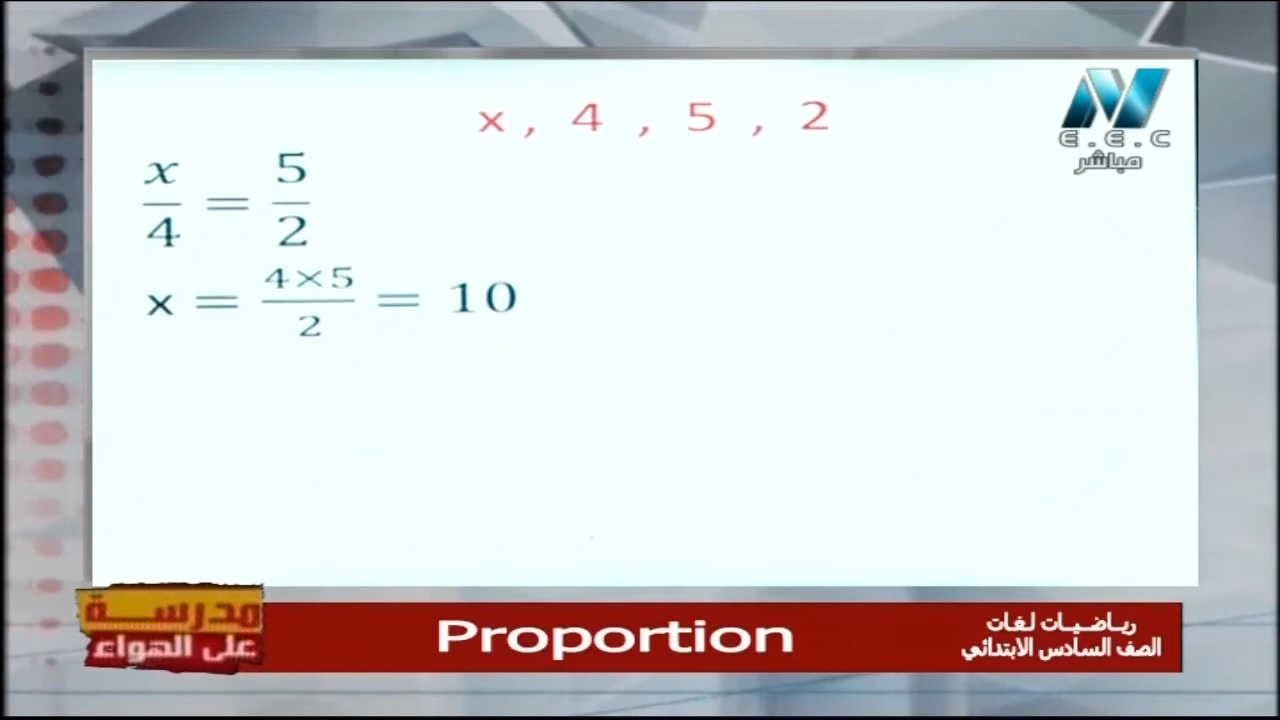 x , 4 , 5 , 2
x/4 = 5/2
x = 4×5/2 = 10
E.E.C
مباشر
مدرسة
على الهواء
Proportion
رياضيات لغات
الصف السادس الابتدائي